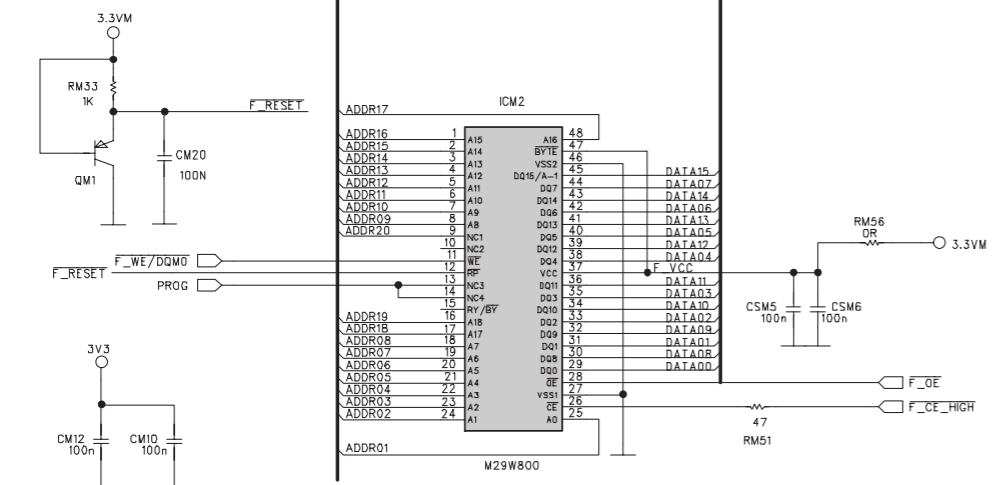 3.3VM
RM33
1K
F_RESET
QM1
CM20
100N
ICM2
M29W800
ADDR17
ADDR16 1 A15
ADDR15 2 A14
ADDR14 3 A13
ADDR13 4 A12
ADDR12 5 A11
ADDR11 6 A10
ADDR10 7 A9
ADDR09 8 A8
ADDR20 9 NC1
10 NC2
F_WE/DQM0 11 WE
F_RESET 12 RP
PROG 13 NC3
14 NC4
15 RY/BY
ADDR19 16 A18
ADDR18 17 A17
ADDR08 18 A7
ADDR07 19 A6
ADDR06 20 A5
ADDR05 21 A4
ADDR04 22 A3
ADDR03 23 A2
ADDR02 24 A1
ADDR01
A16 48
BYTE 47
VSS2 46
DQ15/A-1 45 DATA15
DQ7 44 DATA07
DQ14 43 DATA14
DQ6 42 DATA06
DQ13 41 DATA13
DQ5 40 DATA05
DQ12 39 DATA12
DQ4 38 DATA04
VCC 37 F_VCC
DQ11 36 DATA11
DQ3 35 DATA03
DQ10 34 DATA10
DQ2 33 DATA02
DQ9 32 DATA09
DQ1 31 DATA01
DQ8 30 DATA08
DQ0 29 DATA00
OE 28 F_OE
VSS1 27
CE 26 F_CE_HIGH
A0 25
47
RM51
RM56
0R
3.3VM
CSM5
100n
CSM6
100n
3V3
CM12
100n
CM10
100n